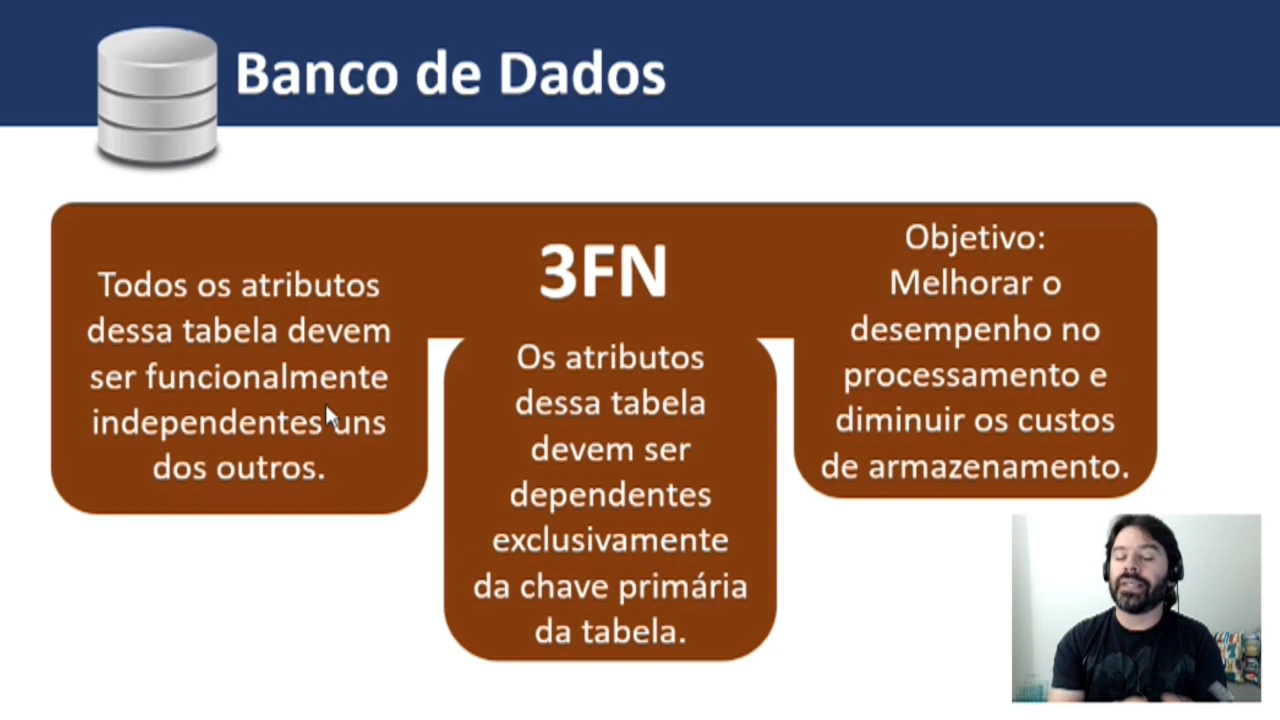 Banco de Dados
Todos os atributos
dessa tabela devem
ser funcionalmente
independentes uns
dos outros.
3FN
Os atributos
dessa tabela
devem ser
dependentes
exclusivamente
da chave primária
da tabela.
Objetivo:
Melhorar o
desempenho no
processamento e
diminuir os custos
de armazenamento.